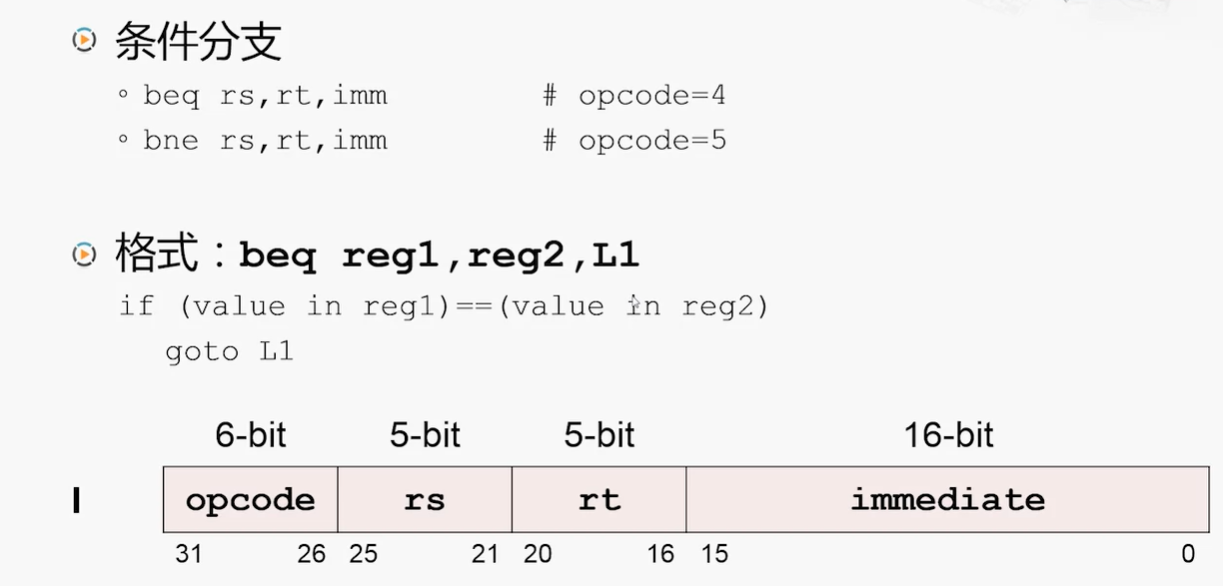 条件分支
beq rs,rt,imm # opcode=4
bne rs,rt,imm # opcode=5
格式：beq reg1,reg2,L1
if (value in reg1)==(value in reg2)
goto L1
6-bit 5-bit 5-bit 16-bit
I opcode rs rt immediate
31 26 25 21 20 16 15 0